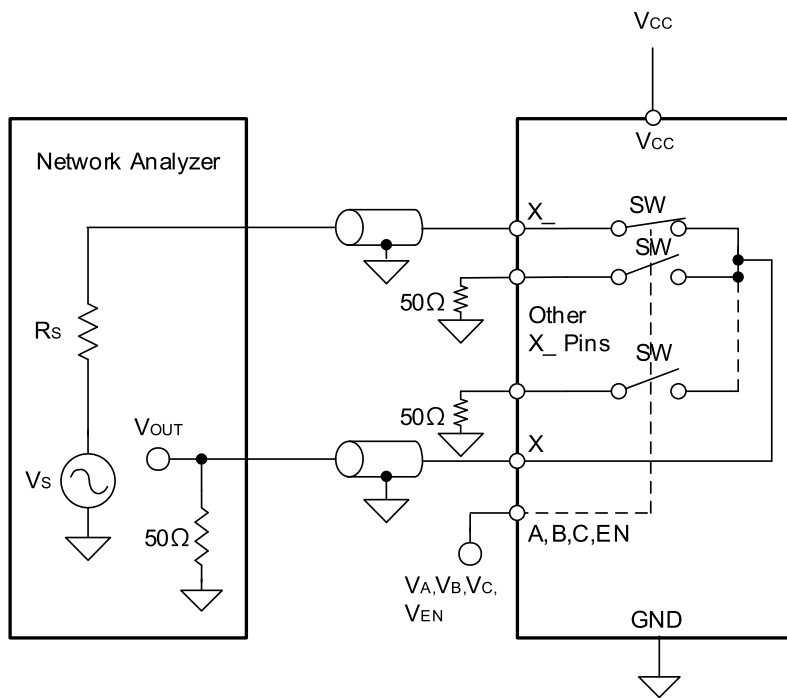 VCC
VCC
Network Analyzer
X_
SW
SW
50Ω
Other
X_ Pins
RS
SW
50Ω
VOUT
X
VS
50Ω
A,B,C,EN
VA,VB,VC,
VEN
GND